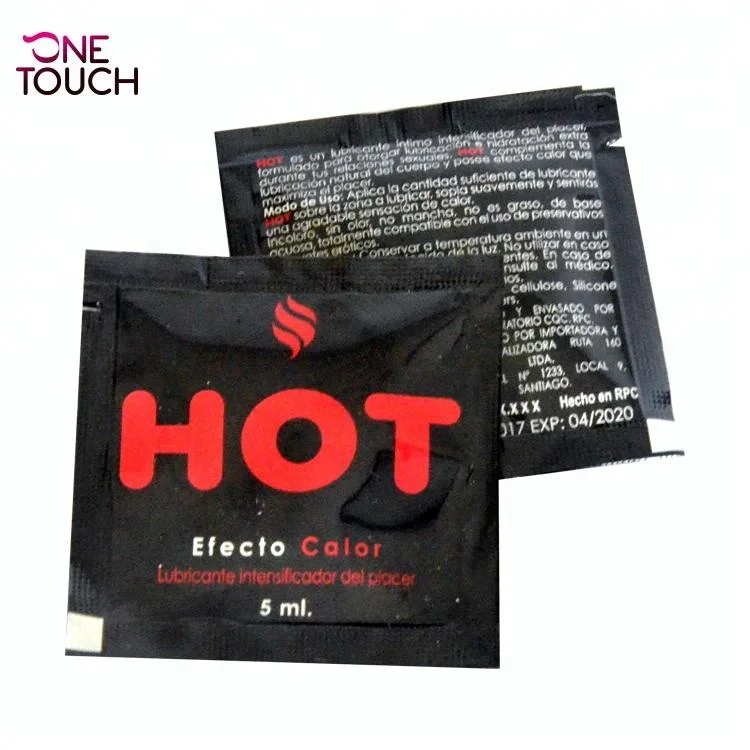 ONE
TOUCH
HOT es un lubricante íntimo intensificador del placer,
formulado para otorgar lubricación e hidratación extra
durante tus relaciones sexuales. HOT complementa la
lubricación natural del cuerpo y posee efecto calor que
maximiza el placer.
Modo de Uso: Aplica la cantidad suficiente de lubricante
HOT sobre la zona a lubricar, sopla suavemente y sentirás
una agradable sensación de calor.
Incoloro, sin olor, no mancha, no es graso, de base
acuosa, totalmente compatible con el uso de preservativos
eróticos.
Conservar a temperatura ambiente en un
de la luz. No utilizar en caso
En caso de
al médico.
cellulose, Silicone
Y ENVASADO POR
CQC, RPC.
POR IMPORTADORA Y
RUTA 160
LTDA.
Nº 1233, LOCAL 9,
SANTIAGO.
X.X.X Hecho en RPC
017 EXP: 04/2020
HOT
Efecto Calor
Lubricante intensificador del placer
5 ml.